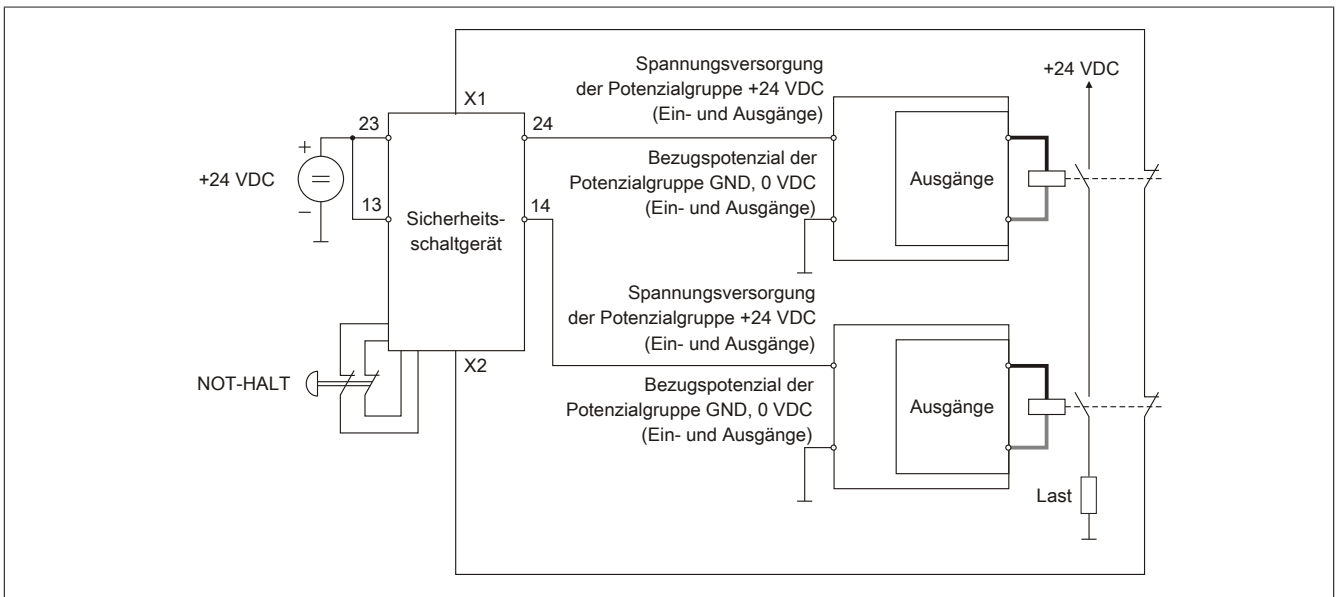 Spannungsversorgung
der Potenzialgruppe +24 VDC
(Ein- und Ausgänge)
+24 VDC
X1
23
24
Bezugspotenzial der
Potenzialgruppe GND, 0 VDC
(Ein- und Ausgänge)
Ausgänge
+
+24 VDC
–
13
14
Sicherheits-
schaltgerät
Spannungsversorgung
der Potenzialgruppe +24 VDC
(Ein- und Ausgänge)
X2
NOT-HALT
Bezugspotenzial der
Potenzialgruppe GND, 0 VDC
(Ein- und Ausgänge)
Ausgänge
Last